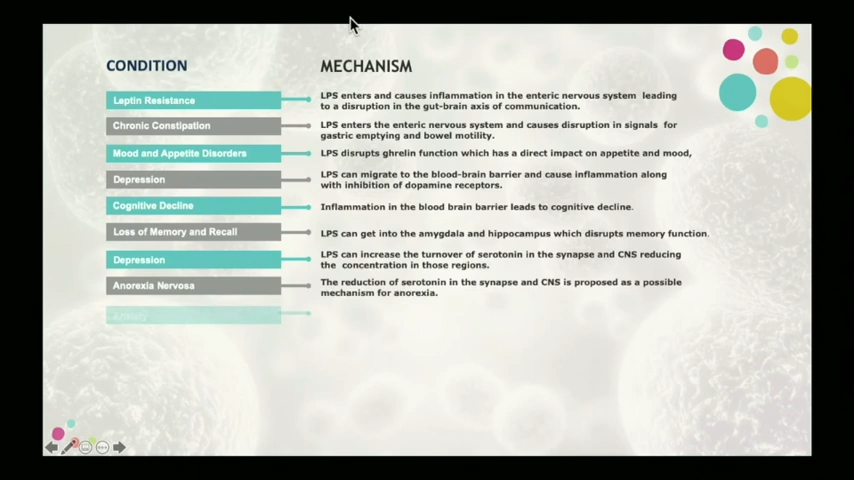 CONDITION
MECHANISM
Leptin Resistance
LPS enters and causes inflammation in the enteric nervous system leading
to a disruption in the gut-brain axis of communication.
Chronic Constipation
LPS enters the enteric nervous system and causes disruption in signals for
gastric emptying and bowel motility.
Mood and Appetite Disorders
LPS disrupts ghrelin function which has a direct impact on appetite and mood,
Depression
LPS can migrate to the blood-brain barrier and cause inflammation along
with inhibition of dopamine receptors.
Cognitive Decline
Inflammation in the blood brain barrier leads to cognitive decline.
Loss of Memory and Recall
LPS can get into the amygdala and hippocampus which disrupts memory function.
Depression
LPS can increase the turnover of serotonin in the synapse and CNS reducing
the concentration in those regions.
Anorexia Nervosa
The reduction of serotonin in the synapse and CNS is proposed as a possible
mechanism for anorexia.
Anxiety